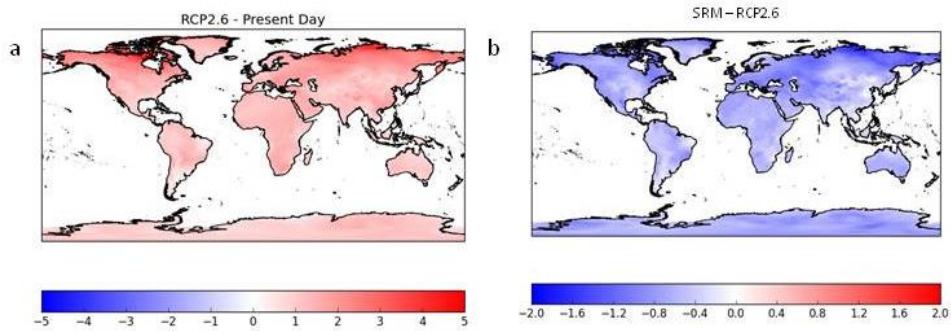 RCP2.6 - Present Day
SRM – RCP2.6
a
b
−5 −4 −3 −2 −1 0 1 2 3 4 5
−2.0 −1.6 −1.2 −0.8 −0.4 0.0 0.4 0.8 1.2 1.6 2.0